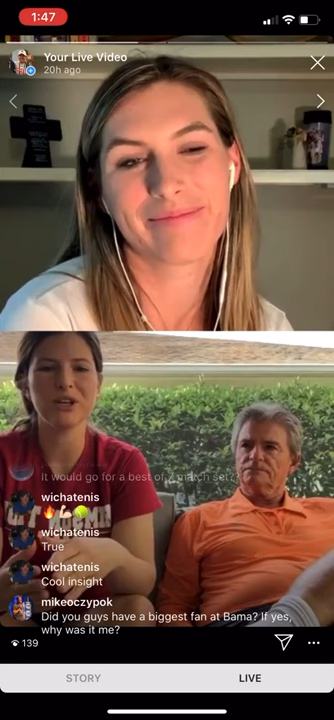 1:47
Your Live Video
20h ago
It would go for a best of 7 match set?
wichatenis
🔥💪🎾
wichatenis
True
wichatenis
Cool insight
mikeoczypok
Did you guys have a biggest fan at Bama? If yes,
why was it me?
139
STORY
LIVE